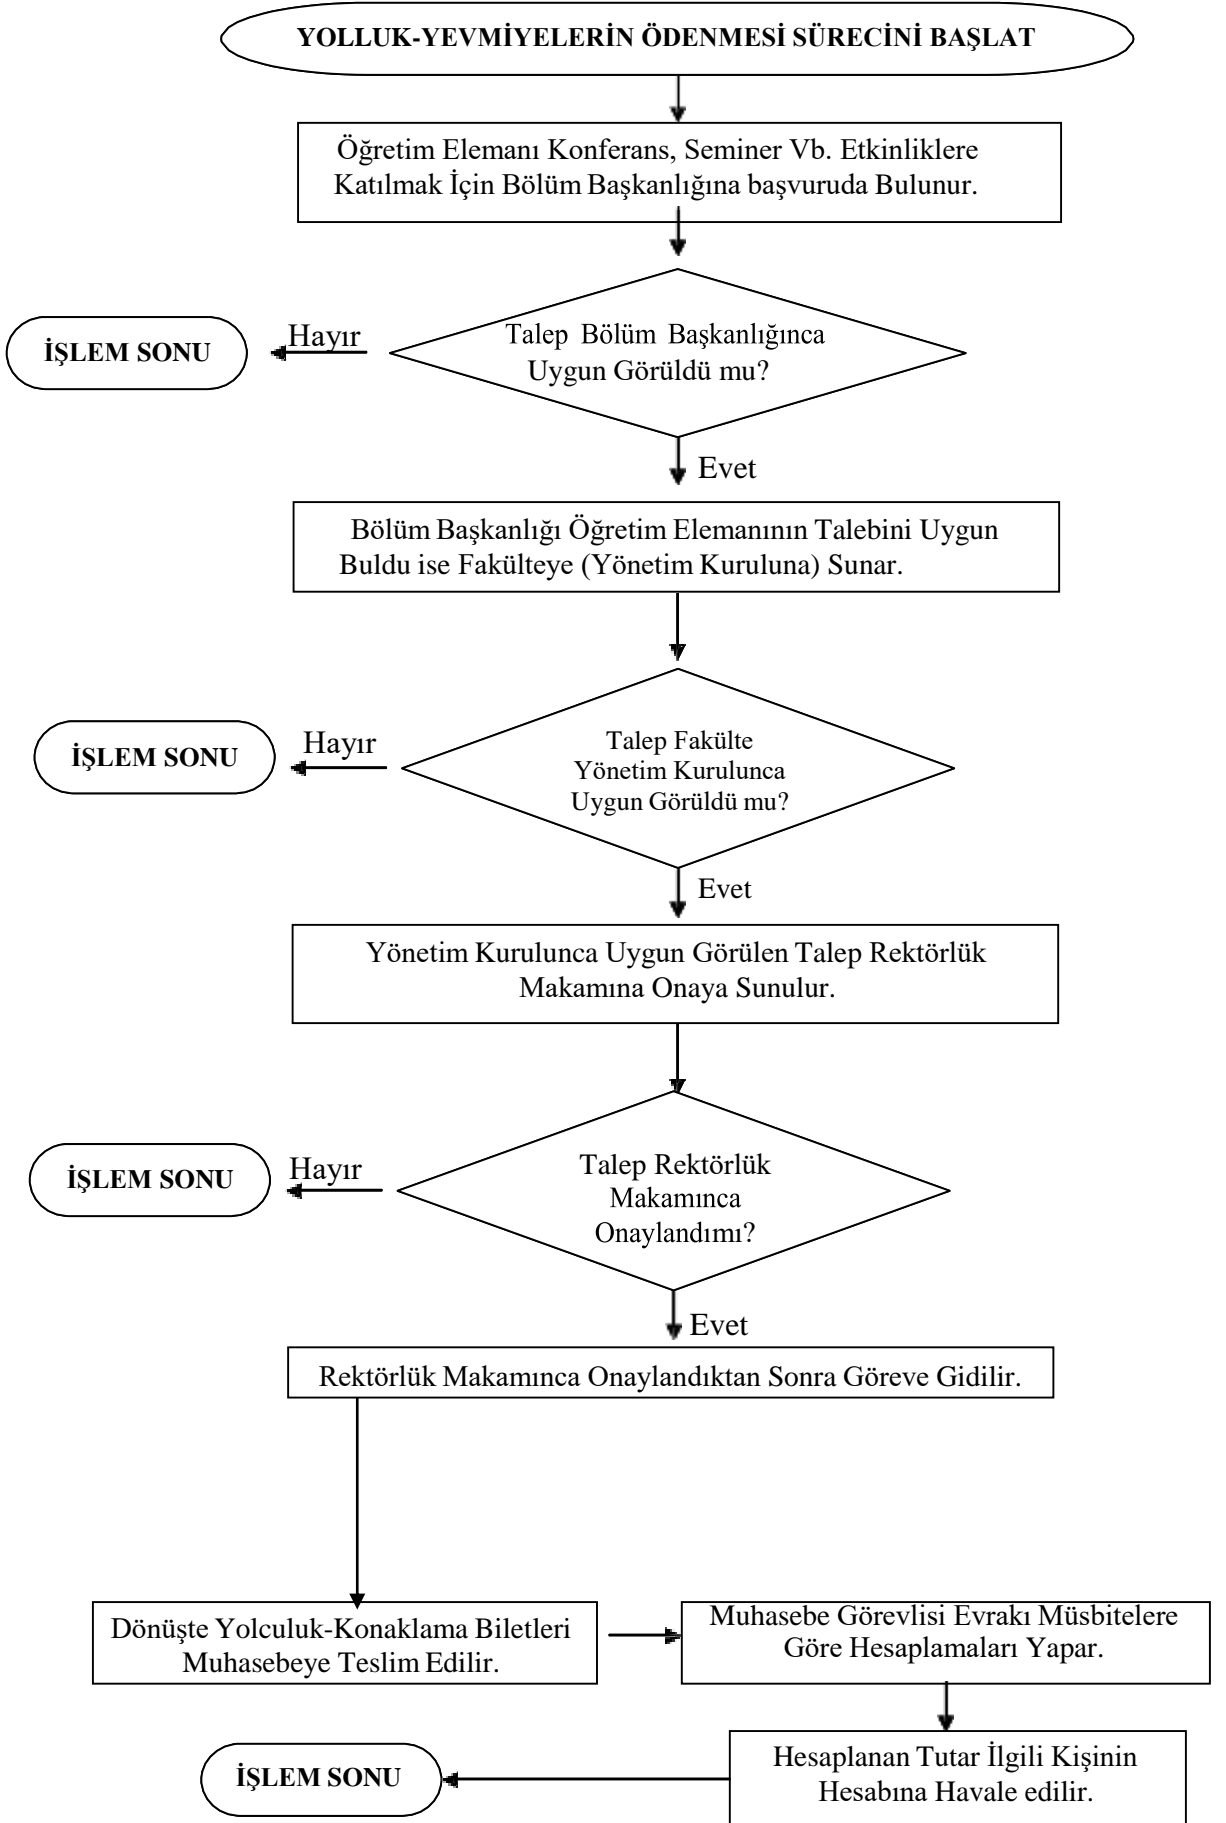 YOLLUK-YEVMİYELERİN ÖDENMESİ SÜRECİNİ BAŞLAT
Öğretim Elemanı Konferans, Seminer Vb. Etkinliklere
Katılmak İçin Bölüm Başkanlığına başvuruda Bulunur.
Talep Bölüm Başkanlığınca
Uygun Görüldü mu?
Hayır
İŞLEM SONU
Evet
Bölüm Başkanlığı Öğretim Elemanının Talebini Uygun
Buldu ise Fakülteye (Yönetim Kuruluna) Sunar.
Talep Fakülte
Yönetim Kurulunca
Uygun Görüldü mu?
Hayır
İŞLEM SONU
Evet
Yönetim Kurulunca Uygun Görülen Talep Rektörlük
Makamına Onaya Sunulur.
Talep Rektörlük
Makamınca
Onaylandımı?
Hayır
İŞLEM SONU
Evet
Rektörlük Makamınca Onaylandıktan Sonra Göreve Gidilir.
Dönüşte Yolculuk-Konaklama Biletleri
Muhasebeye Teslim Edilir.
Muhasebe Görevlisi Evrakı Müsbitelere
Göre Hesaplamaları Yapar.
Hesaplanan Tutar İlgili Kişinin
Hesabına Havale edilir.
İŞLEM SONU